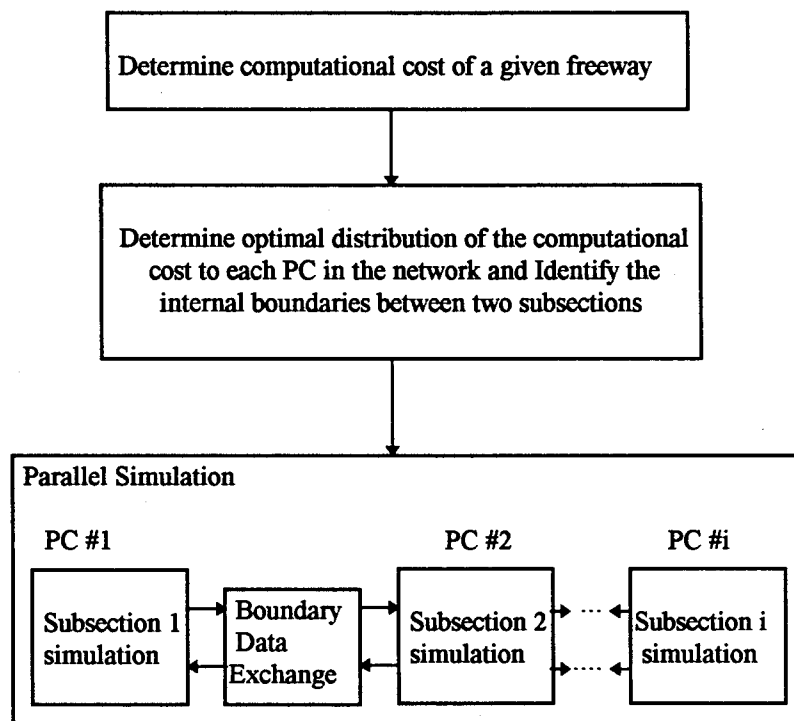 Determine computational cost of a given freeway
Determine optimal distribution of the computational
cost to each PC in the network and Identify the
internal boundaries between two subsections
Parallel Simulation
PC #1
PC #2
PC #i
Subsection 1
simulation
Boundary
Data
Exchange
Subsection 2
simulation
...
...
Subsection i
simulation